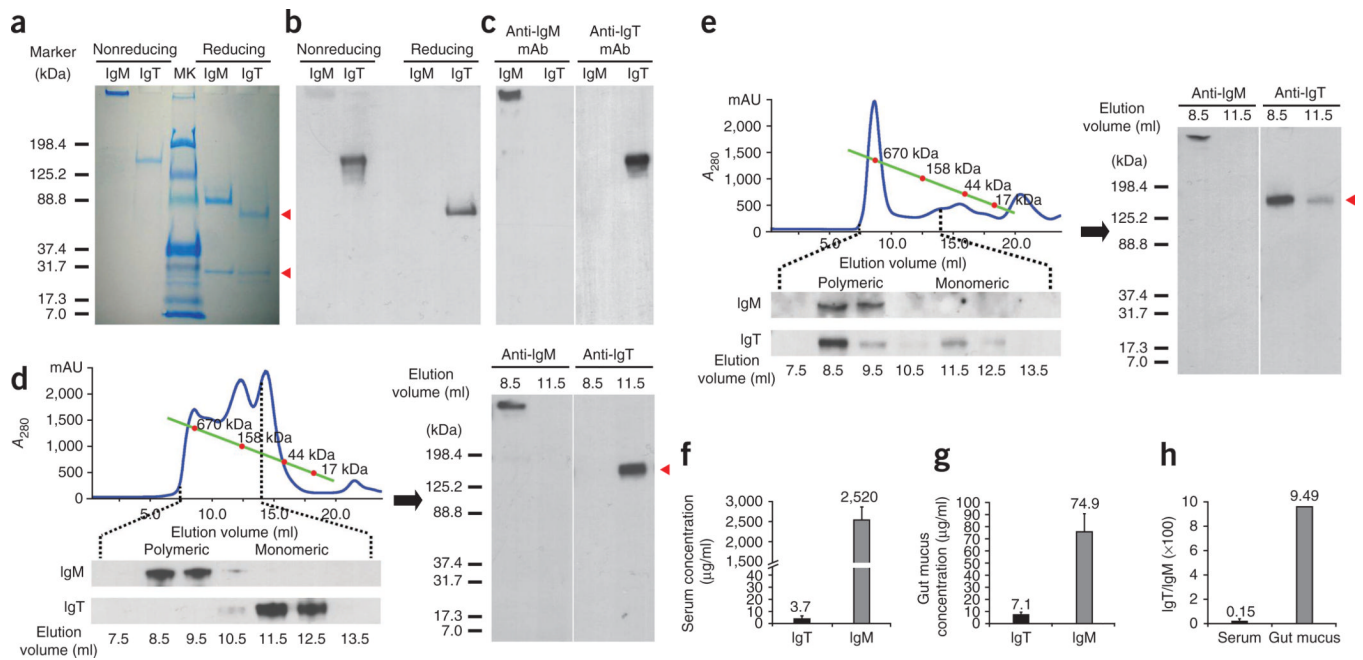 a
Marker
(kDa)
Nonreducing
Reducing
IgM IgT MK IgM IgT
198.4
125.2
88.8
37.4
31.7
17.3
7.0
b
Nonreducing
Reducing
IgM IgT IgM IgT
c
Anti-IgM
mAb
Anti-IgT
mAb
IgM IgT IgM IgT
d
mAU
2,000
1,500
1,000
500
0
A280
670 kDa
158 kDa
44 kDa
17 kDa
5.0 10.0 15.0 20.0
Elution volume (ml)
Polymeric Monomeric
IgM
IgT
Elution
volume (ml)
7.5 8.5 9.5 10.5 11.5 12.5 13.5
Anti-IgM Anti-IgT
Elution
volume (ml)
8.5 11.5 8.5 11.5
(kDa)
198.4
125.2
88.8
37.4
31.7
17.3
7.0
e
mAU
2,000
1,500
1,000
500
0
A280
670 kDa
158 kDa
44 kDa
17 kDa
5.0 10.0 15.0 20.0
Elution volume (ml)
Polymeric Monomeric
IgM
IgT
Elution
volume (ml)
7.5 8.5 9.5 10.5 11.5 12.5 13.5
Anti-IgM Anti-IgT
Elution
volume (ml)
8.5 11.5 8.5 11.5
(kDa)
198.4
125.2
88.8
37.4
31.7
17.3
7.0
f
Serum concentration
(µg/ml)
3,000
2,500
2,000
1,500
40
30
20
10
0
3.7
2,520
IgT IgM
g
Gut mucus
concentration (µg/ml)
100
90
80
70
60
50
40
30
20
10
0
7.1
74.9
IgT IgM
h
IgT/IgM (×100)
10
8
6
4
2
0
0.15
9.49
Serum Gut mucus